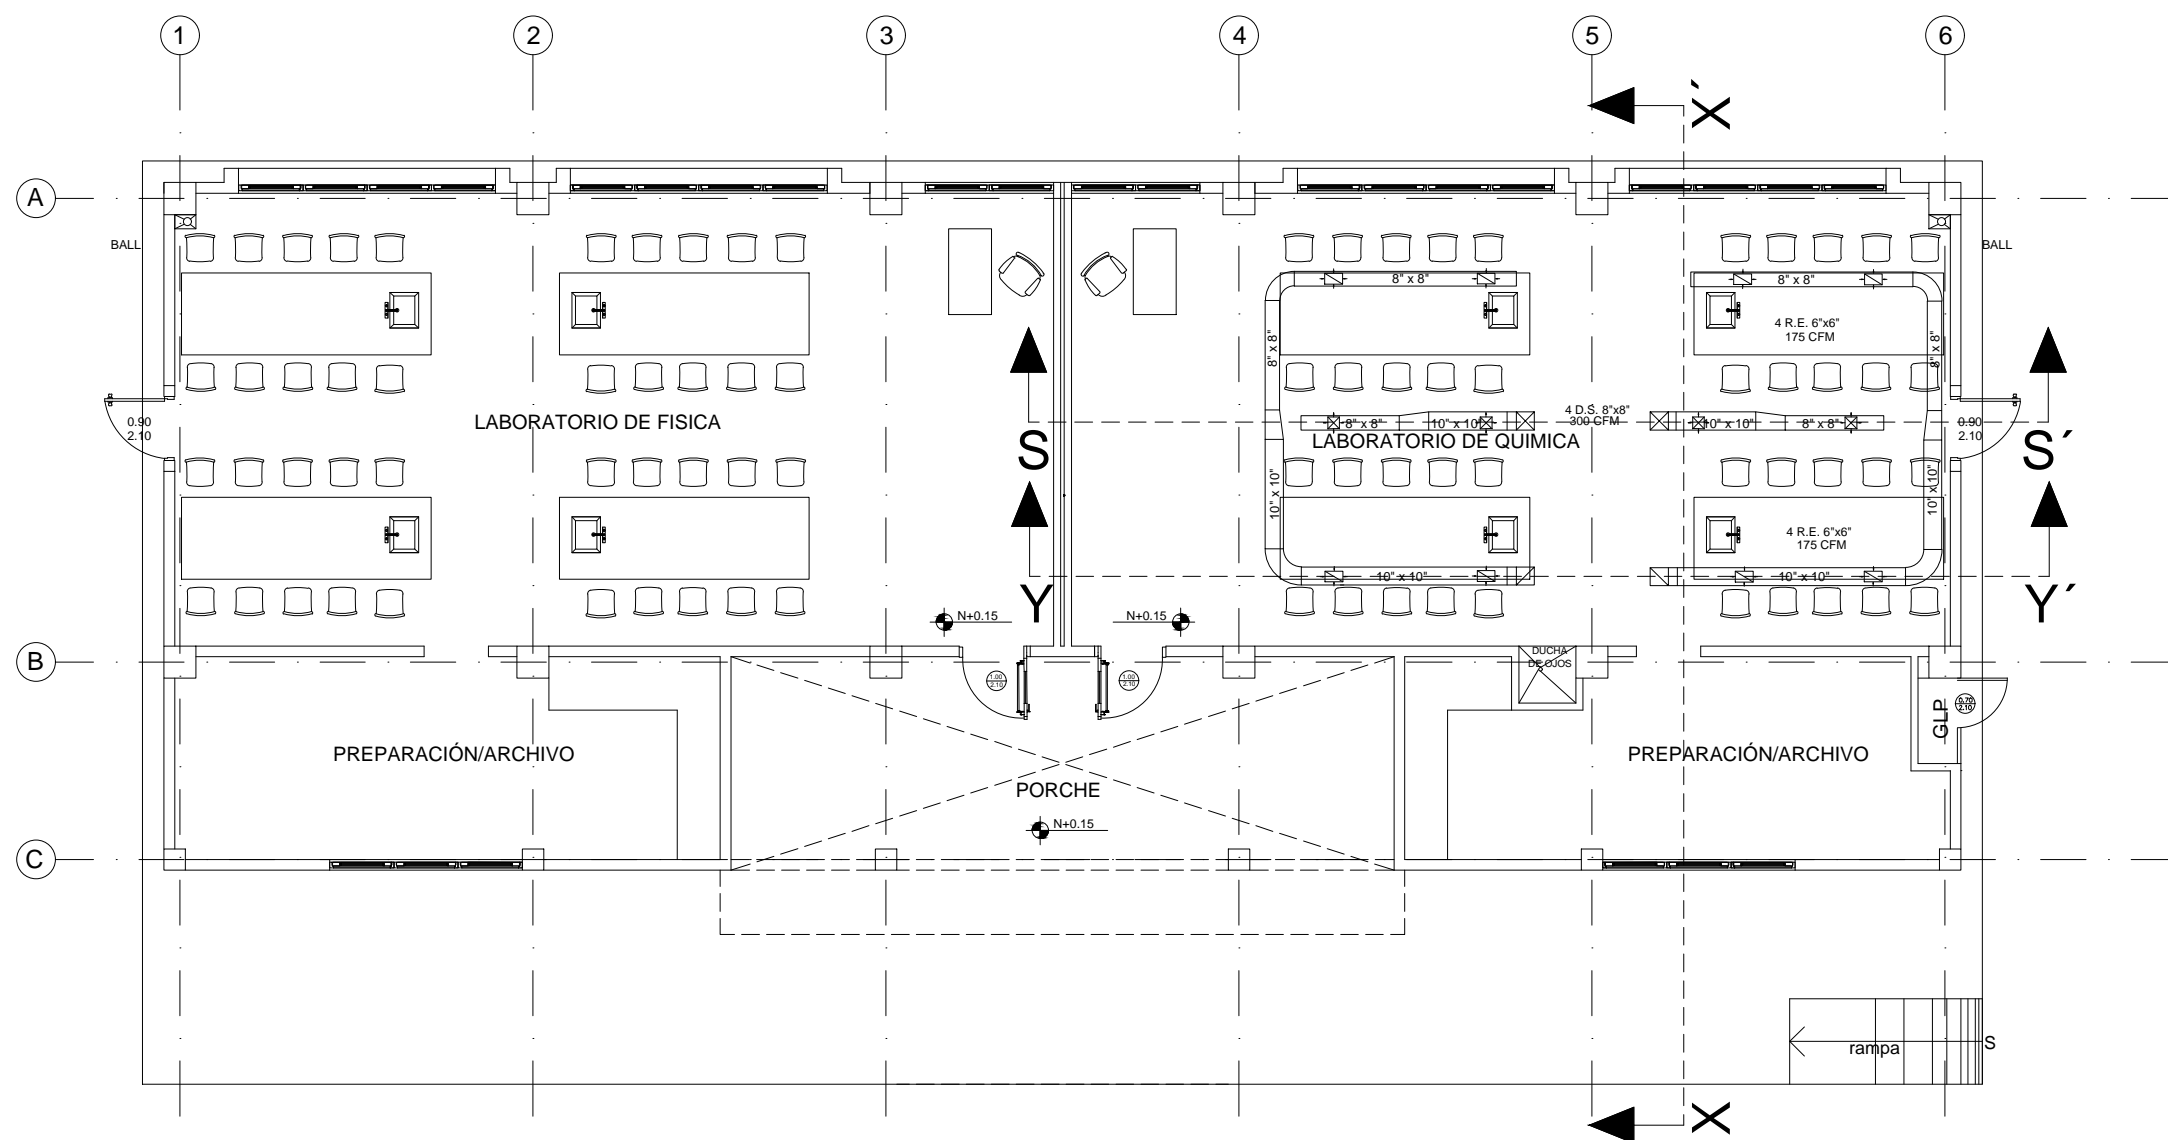 1 2 3 4 5 6
X´
A
BALL BALL
8" x 8" 8" x 8"
4 R.E. 6"x6"
175 CFM
8" x 8" 8" x 8"
4 D.S. 8"x8"
300 CFM
0.90
2.10
LABORATORIO DE FISICA
8" x 8" 10" x 10" 10" x 10" 8" x 8"
0.90
2.10
LABORATORIO DE QUIMICA
S S´
10" x 10" 10" x 10"
4 R.E. 6"x6"
175 CFM
10" x 10" 10" x 10"
Y Y´
N+0.15 N+0.15
B
DUCHA
DE OJOS
1.00
2.10
1.00
2.10
0.70
2.10
GLP
PREPARACIÓN/ARCHIVO PREPARACIÓN/ARCHIVO
PORCHE
N+0.15
C
rampa S
X